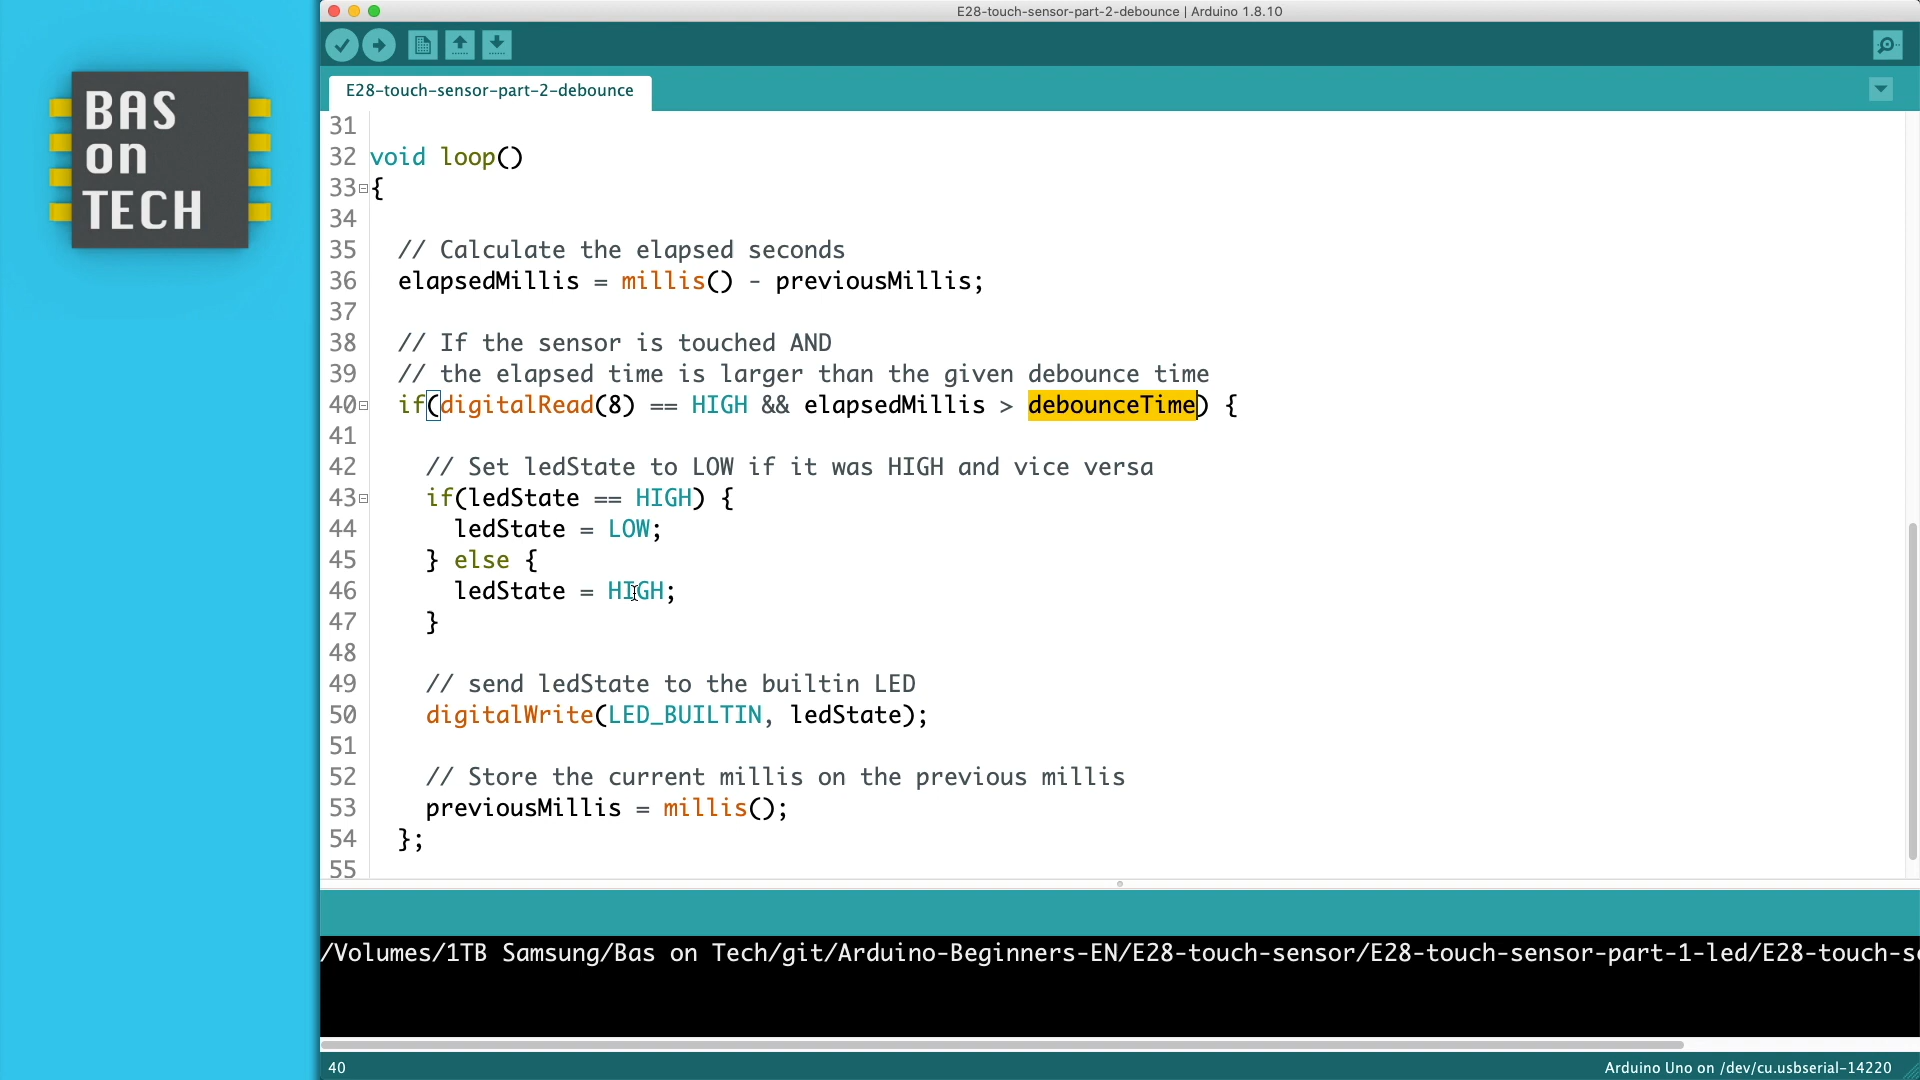 E28-touch-sensor-part-2-debounce | Arduino 1.8.10
BAS
on
TECH
E28-touch-sensor-part-2-debounce
31
32 void loop()
33 {
34
35 // Calculate the elapsed seconds
36 elapsedMillis = millis() - previousMillis;
37
38 // If the sensor is touched AND
39 // the elapsed time is larger than the given debounce time
40 if(digitalRead(8) == HIGH && elapsedMillis > debounceTime) {
41
42 // Set ledState to LOW if it was HIGH and vice versa
43 if(ledState == HIGH) {
44 ledState = LOW;
45 } else {
46 ledState = HIGH;
47 }
48
49 // send ledState to the builtin LED
50 digitalWrite(LED_BUILTIN, ledState);
51
52 // Store the current millis on the previous millis
53 previousMillis = millis();
54 };
55
/Volumes/1TB Samsung/Bas on Tech/git/Arduino-Beginners-EN/E28-touch-sensor/E28-touch-sensor-part-1-led/E28-touch-s
40
Arduino Uno on /dev/cu.usbserial-14220